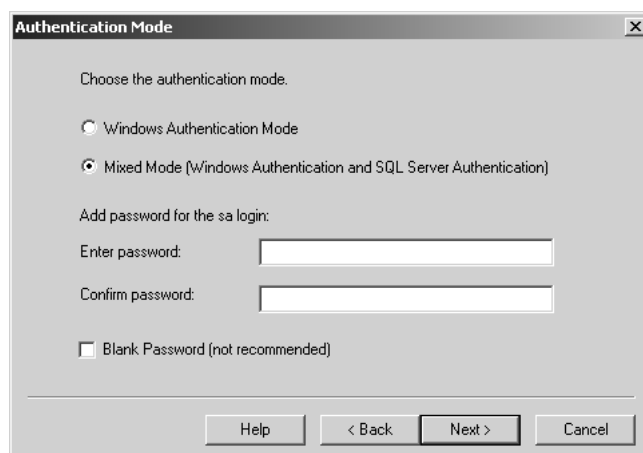 Authentication Mode
Choose the authentication mode.
Windows Authentication Mode
Mixed Mode (Windows Authentication and SQL Server Authentication)
Add password for the sa login:
Enter password:
Confirm password:
Blank Password (not recommended)
Help < Back Next > Cancel